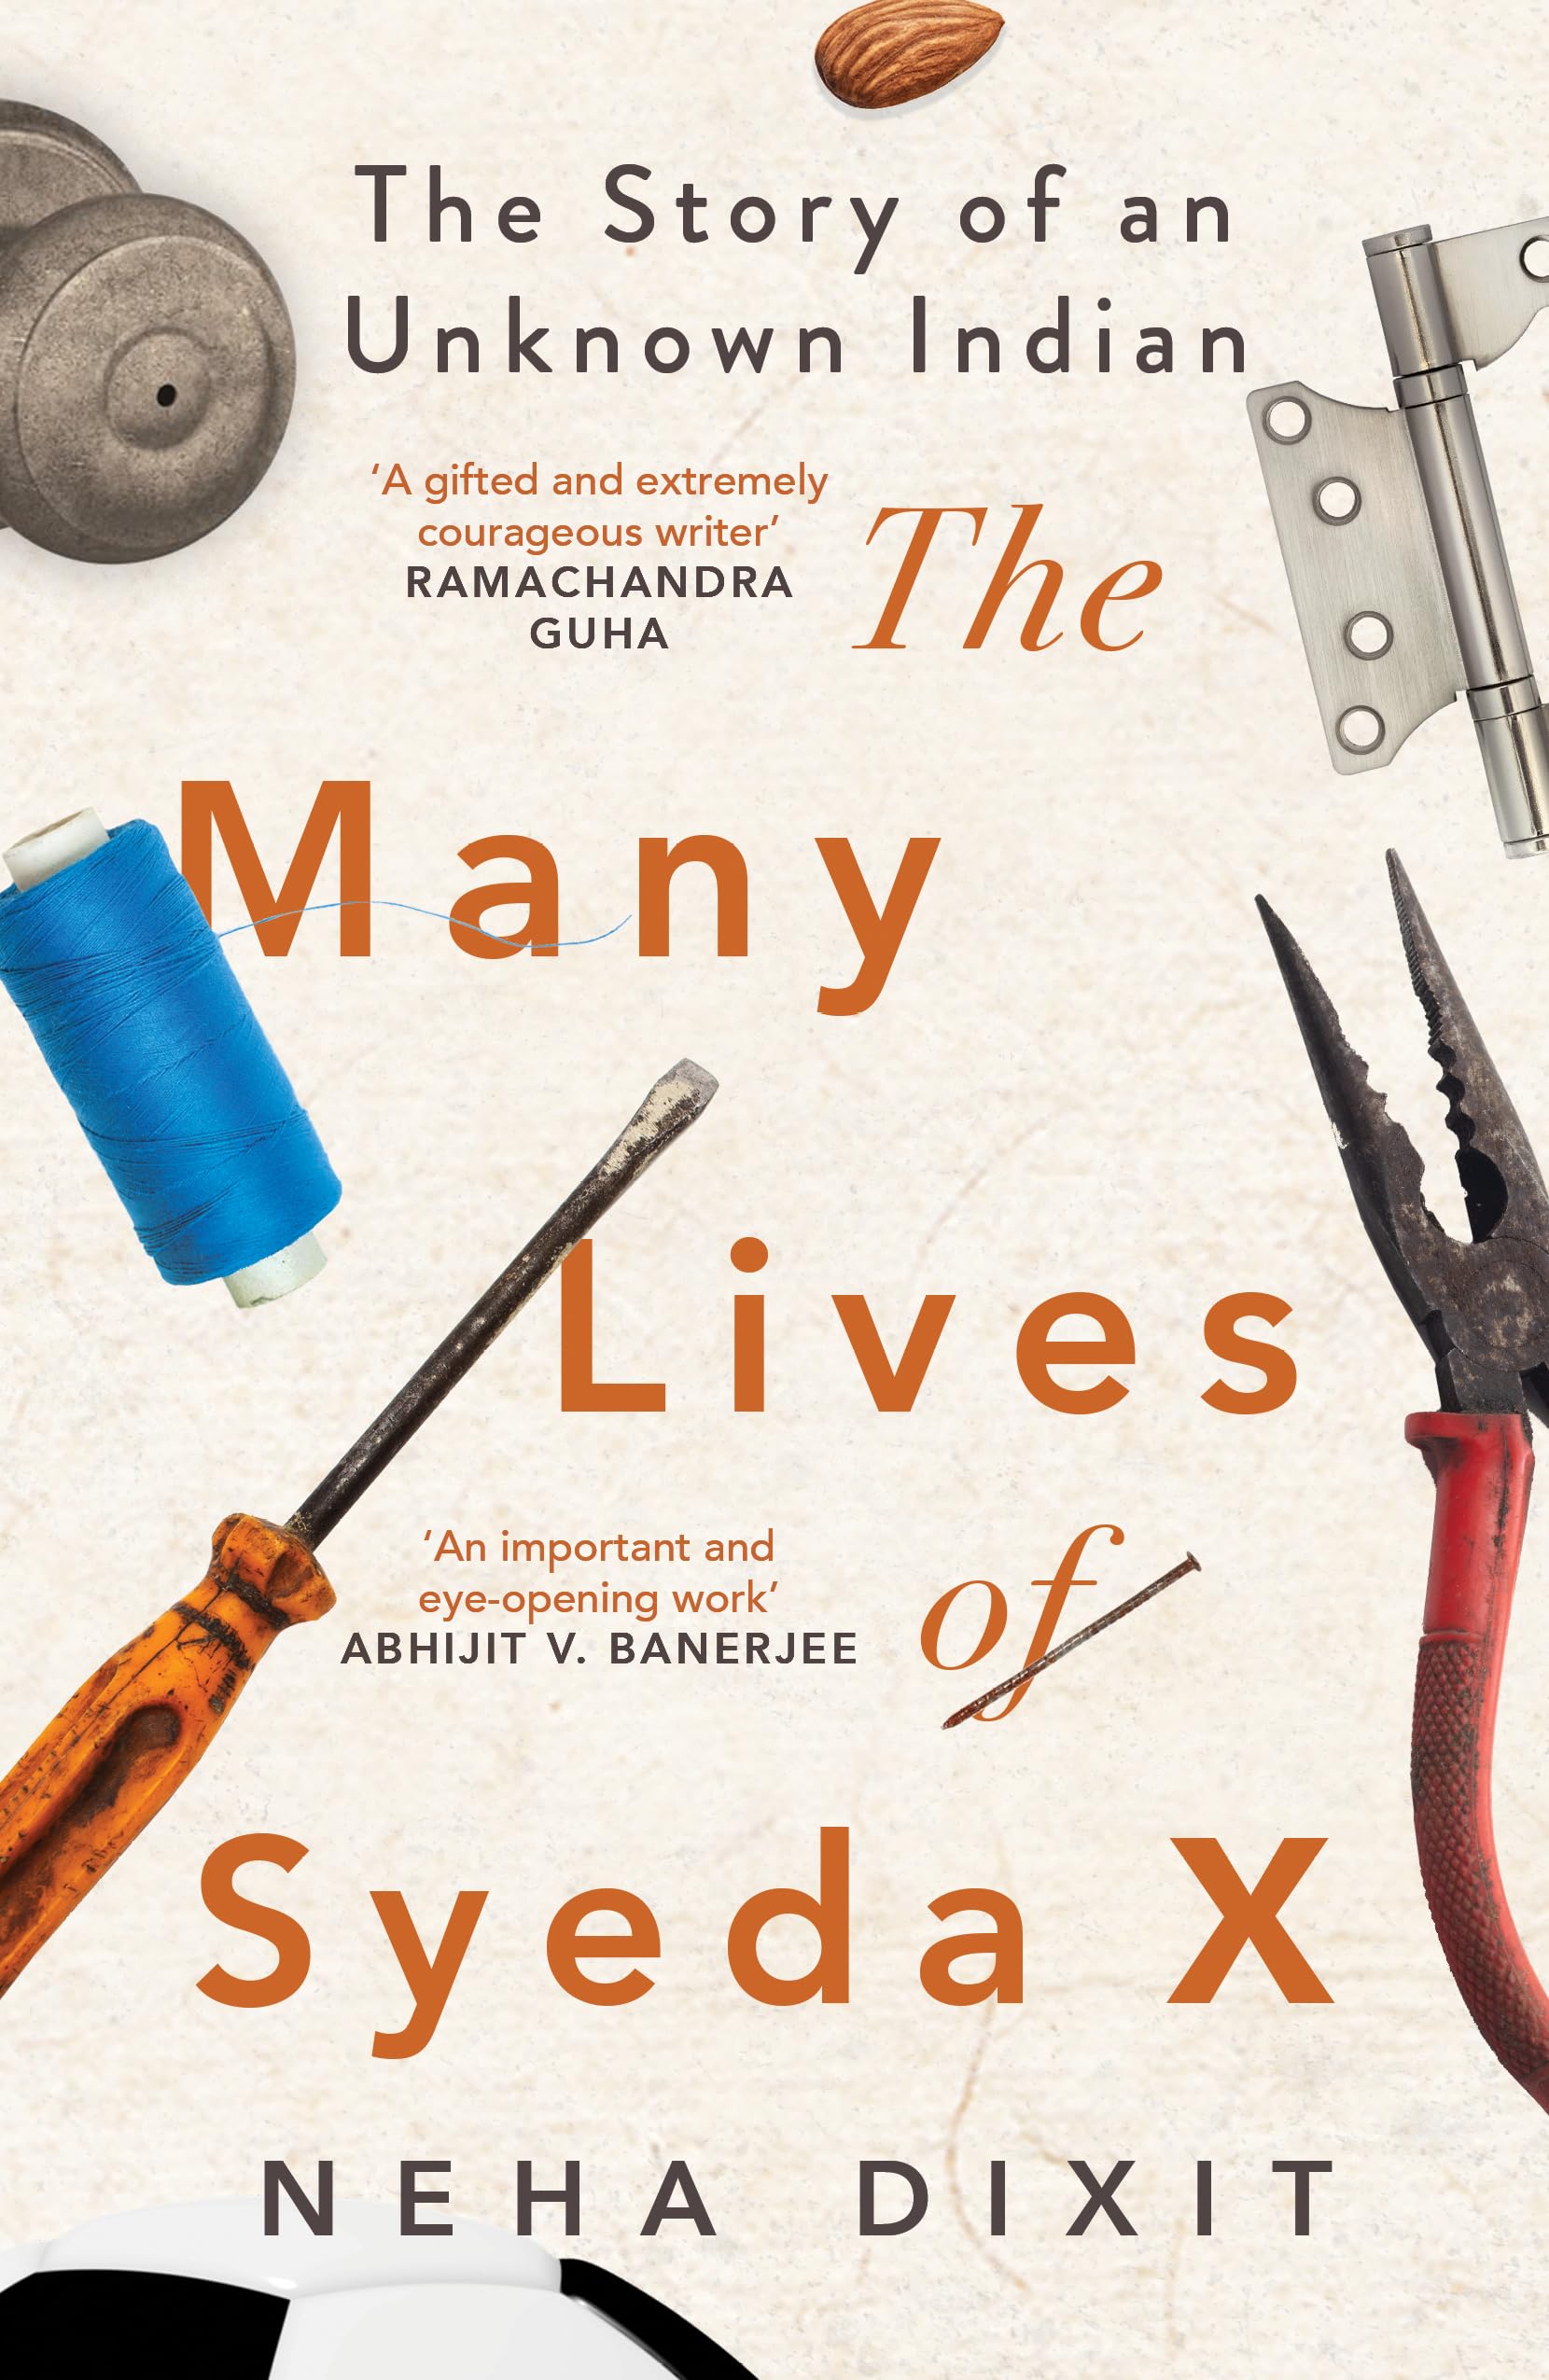 The Story of an
Unknown Indian
‘A gifted and extremely
courageous writer’
RAMACHANDRA
GUHA
The
Many
Lives
‘An important and
eye-opening work’
ABHIJIT V. BANERJEE
of
Syeda X
NEHA DIXIT